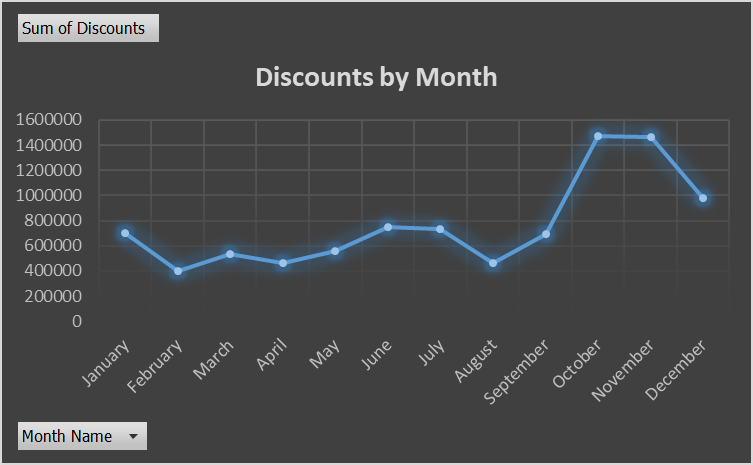 Sum of Discounts
Discounts by Month
1600000
1400000
1200000
1000000
800000
600000
400000
200000
0
January
February
March
April
May
June
July
August
September
October
November
December
Month Name